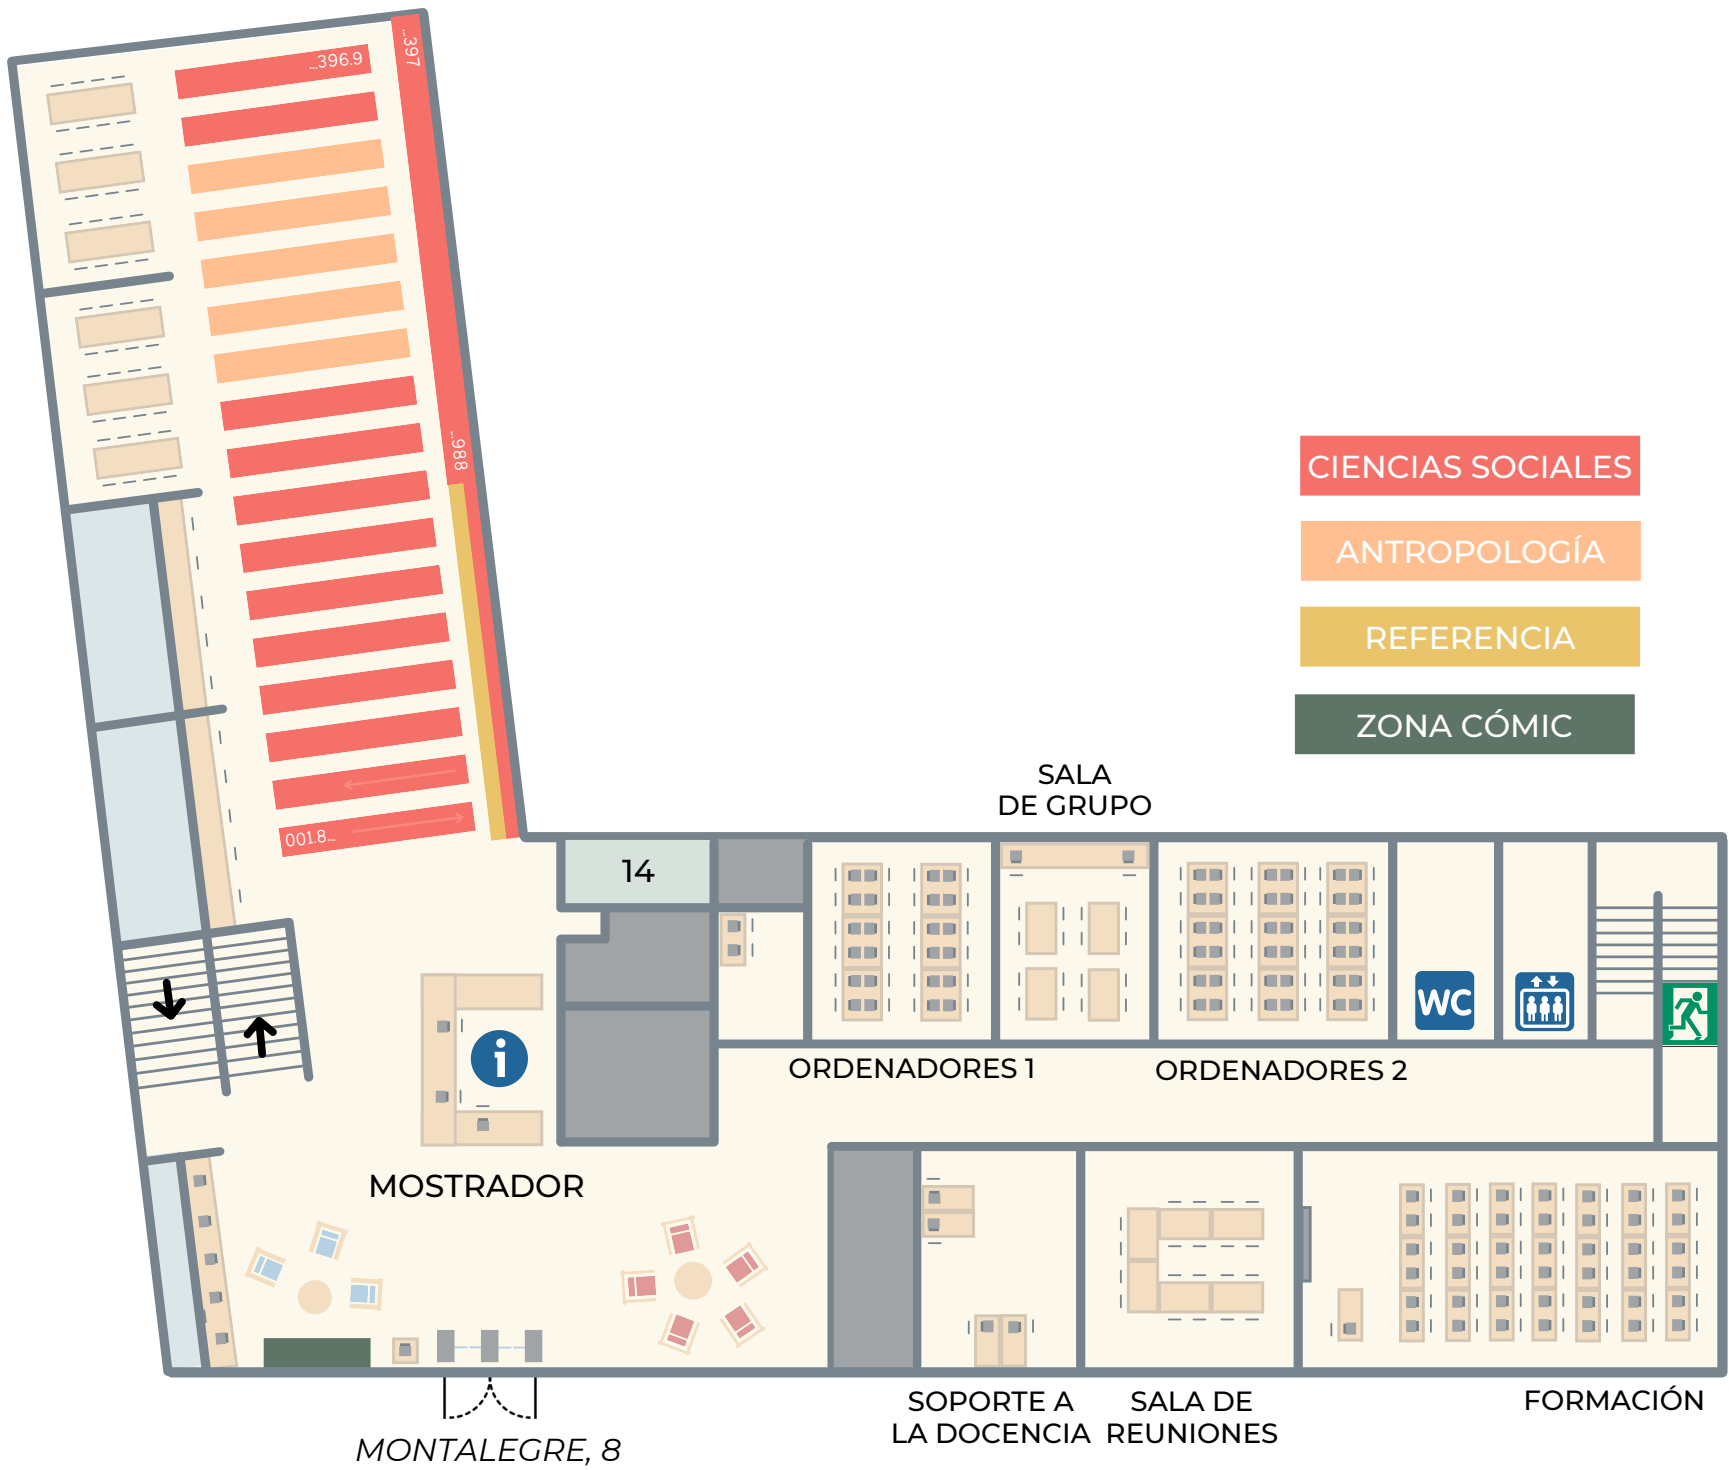 ...396.9
...397
...988
001.8...
CIENCIAS SOCIALES
ANTROPOLOGÍA
REFERENCIA
ZONA CÓMIC
SALA
DE GRUPO
14
WC
i
ORDENADORES 1
ORDENADORES 2
MOSTRADOR
SOPORTE A
LA DOCENCIA
SALA DE
REUNIONES
FORMACIÓN
MONTALEGRE, 8